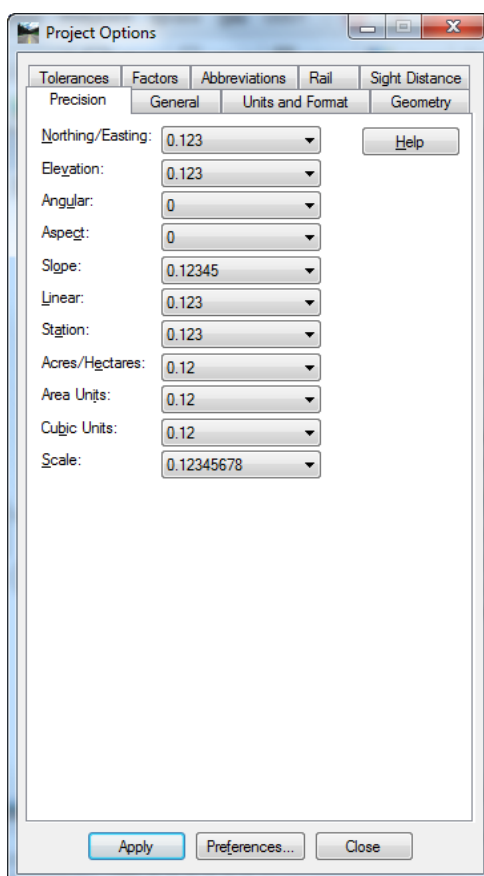 Project Options
Tolerances Factors Abbreviations Rail Sight Distance
Precision General Units and Format Geometry
Northing/Easting: 0.123 Help
Elevation: 0.123
Angular: 0
Aspect: 0
Slope: 0.12345
Linear: 0.123
Station: 0.123
Acres/Hectares: 0.12
Area Units: 0.12
Cubic Units: 0.12
Scale: 0.12345678
Apply Preferences... Close